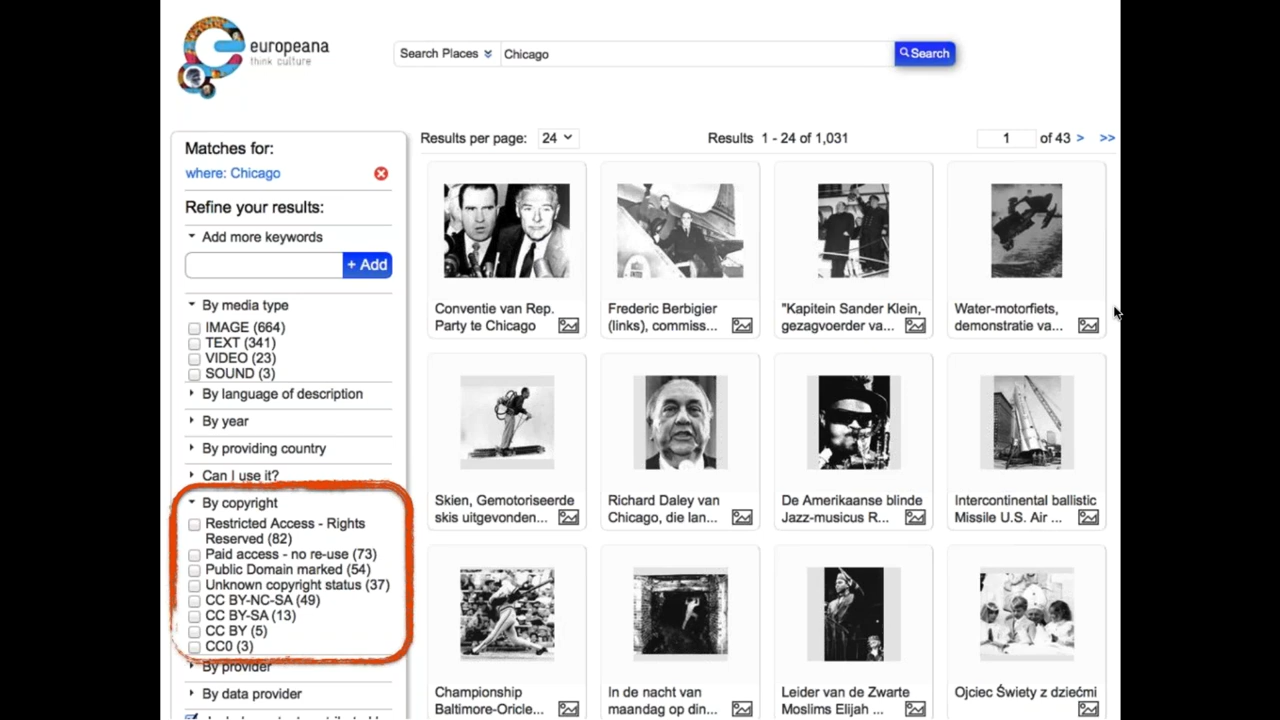 europeana
think culture
Search Places
Chicago
Search
Matches for:
where: Chicago
Refine your results:
Add more keywords
+ Add
By media type
IMAGE (664)
TEXT (341)
VIDEO (23)
SOUND (3)
By language of description
By year
By providing country
Can I use it?
By copyright
Restricted Access - Rights
Reserved (82)
Paid access - no re-use (73)
Public Domain marked (54)
Unknown copyright status (37)
CC BY-NC-SA (49)
CC BY-SA (13)
CC BY (5)
CC0 (3)
By provider
By data provider
Results per page: 24
Results 1 - 24 of 1,031
1 of 43 > >>
Conventie van Rep.
Party te Chicago
Frederic Berbigier
(links), commiss...
"Kapitein Sander Klein,
gezagvoerder va...
Water-motorfiets,
demonstratie va...
Skien, Gemotoriseerde
skis uitgevonden...
Richard Daley van
Chicago, die lan...
De Amerikaanse blinde
Jazz-musicus R...
Intercontinental ballistic
Missile U.S. Air ...
Championship
Baltimore-Oricle...
In de nacht van
maandag op din...
Leider van de Zwarte
Moslims Elijah ...
Ojciec Święty z dziećmi